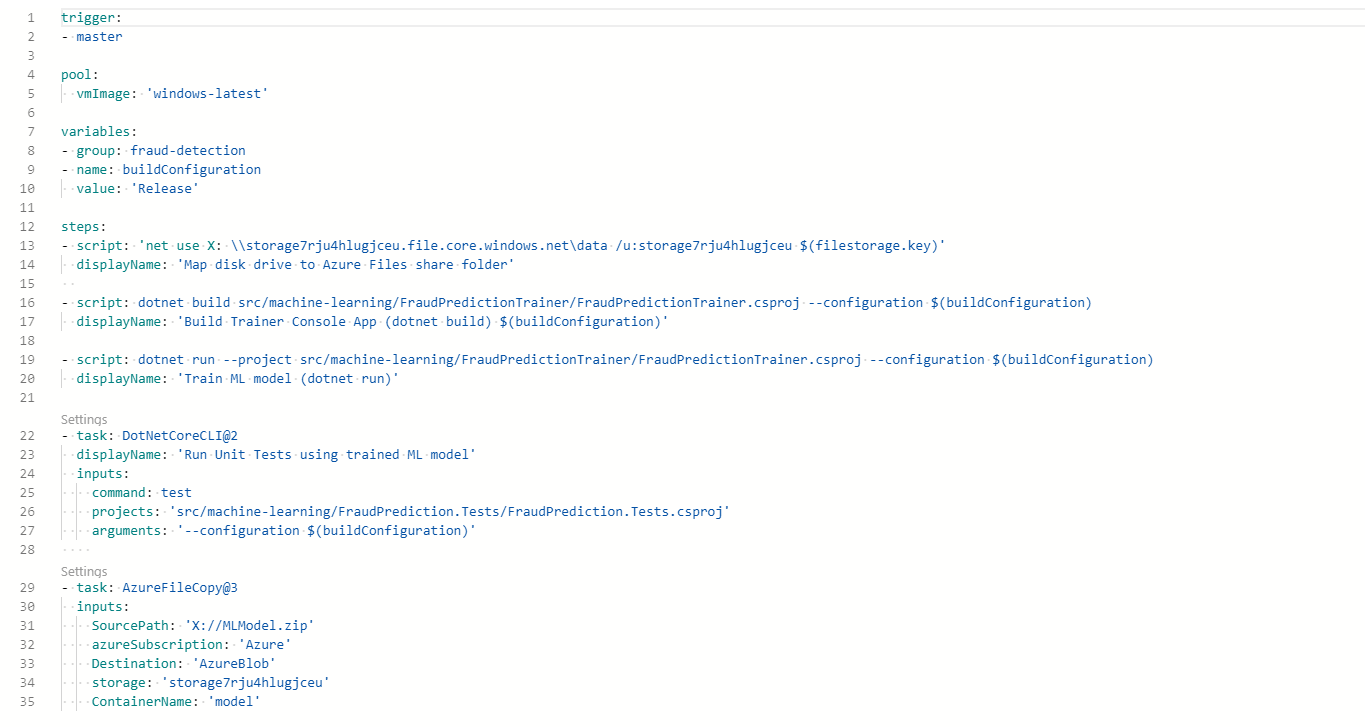 1 trigger:
2 - master
3
4 pool:
5   vmImage: 'windows-latest'
6
7 variables:
8 - group: fraud-detection
9 - name: buildConfiguration
10   value: 'Release'
11
12 steps:
13 - script: 'net use X: \\storage7rju4hlugjceu.file.core.windows.net\data /u:storage7rju4hlugjceu $(filestorage.key)'
14   displayName: 'Map disk drive to Azure Files share folder'
15
16 - script: dotnet build src/machine-learning/FraudPredictionTrainer/FraudPredictionTrainer.csproj --configuration $(buildConfiguration)
17   displayName: 'Build Trainer Console App (dotnet build) $(buildConfiguration)'
18
19 - script: dotnet run --project src/machine-learning/FraudPredictionTrainer/FraudPredictionTrainer.csproj --configuration $(buildConfiguration)
20   displayName: 'Train ML model (dotnet run)'
21
Settings
22 - task: DotNetCoreCLI@2
23   displayName: 'Run Unit Tests using trained ML model'
24   inputs:
25     command: test
26     projects: 'src/machine-learning/FraudPrediction.Tests/FraudPrediction.Tests.csproj'
27     arguments: '--configuration $(buildConfiguration)'
28
Settings
29 - task: AzureFileCopy@3
30   inputs:
31     SourcePath: 'X://MLModel.zip'
32     azureSubscription: 'Azure'
33     Destination: 'AzureBlob'
34     storage: 'storage7rju4hlugjceu'
35     ContainerName: 'model'